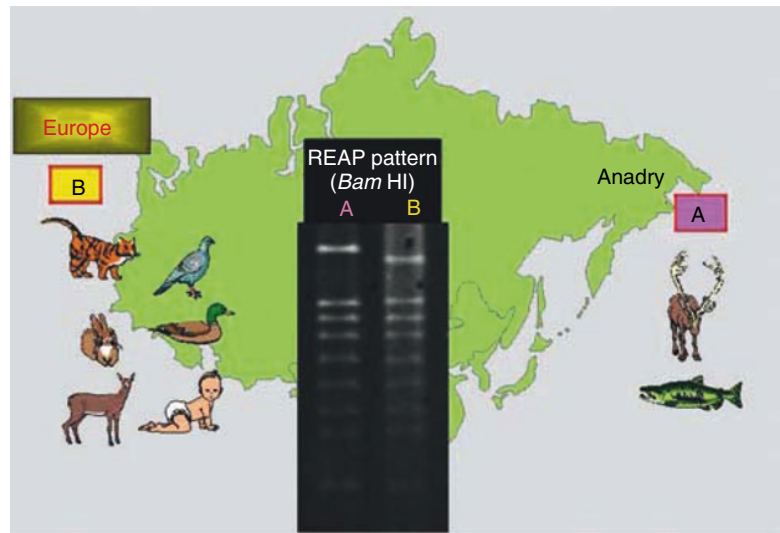 Europe
B
REAP pattern
(Bam HI)
A B
Anadry
A